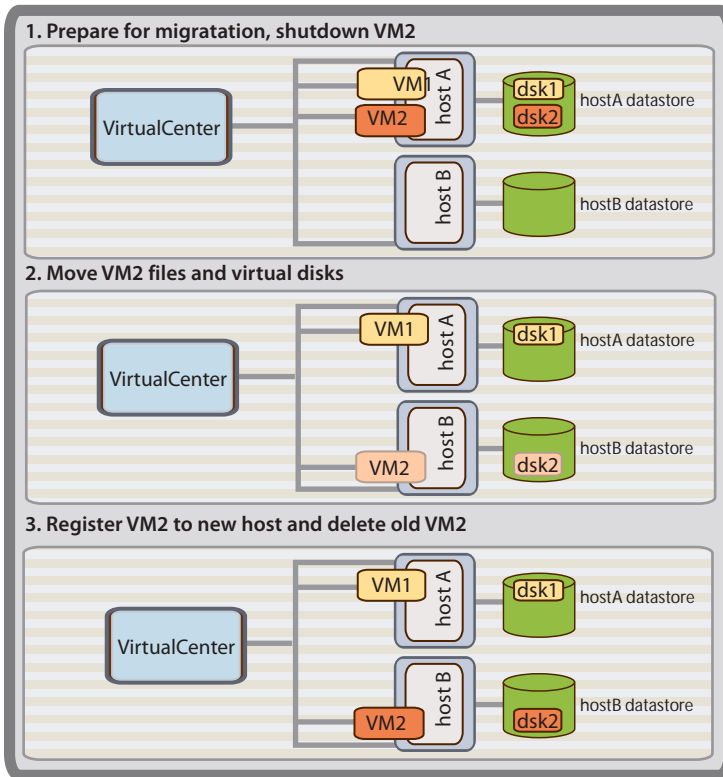 1. Prepare for migratation, shutdown VM2
VirtualCenter
VM1
VM2
host A
dsk1
dsk2
hostA datastore
host B
hostB datastore
2. Move VM2 files and virtual disks
VirtualCenter
VM1
host A
dsk1
hostA datastore
VM2
host B
dsk2
hostB datastore
3. Register VM2 to new host and delete old VM2
VirtualCenter
VM1
host A
dsk1
hostA datastore
VM2
host B
dsk2
hostB datastore